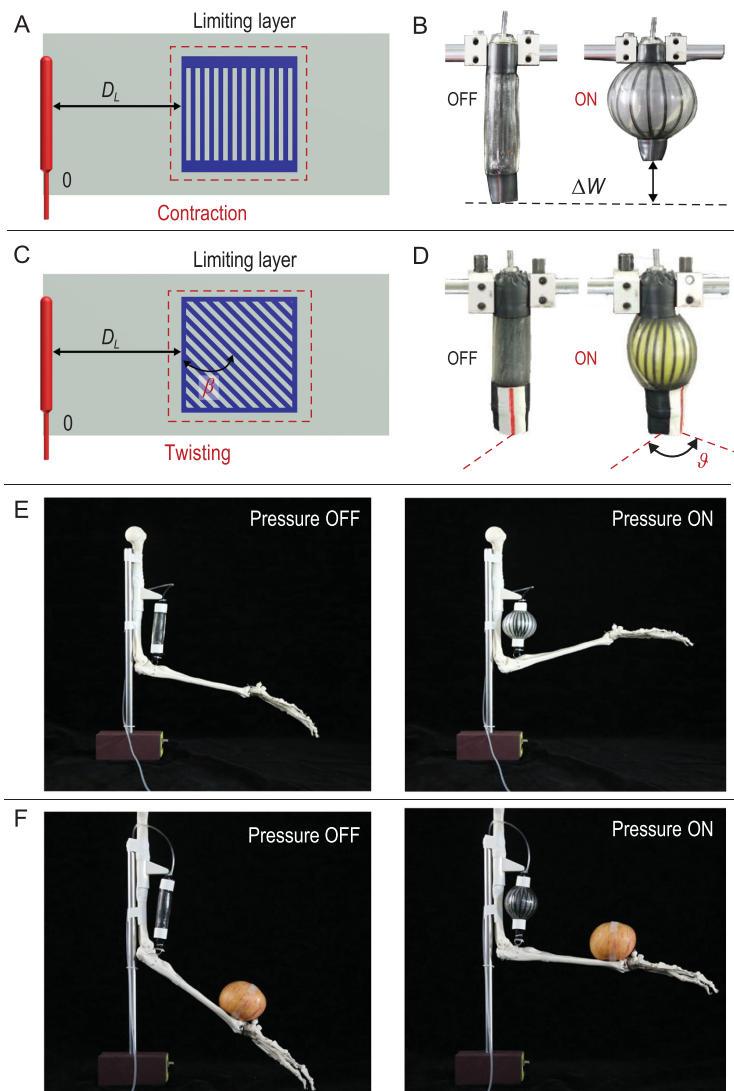 A
Limiting layer
D_L
0
Contraction
B
OFF
ON
ΔW
C
Limiting layer
D_L
β
0
Twisting
D
OFF
ON
ϑ
E
Pressure OFF
Pressure ON
F
Pressure OFF
Pressure ON